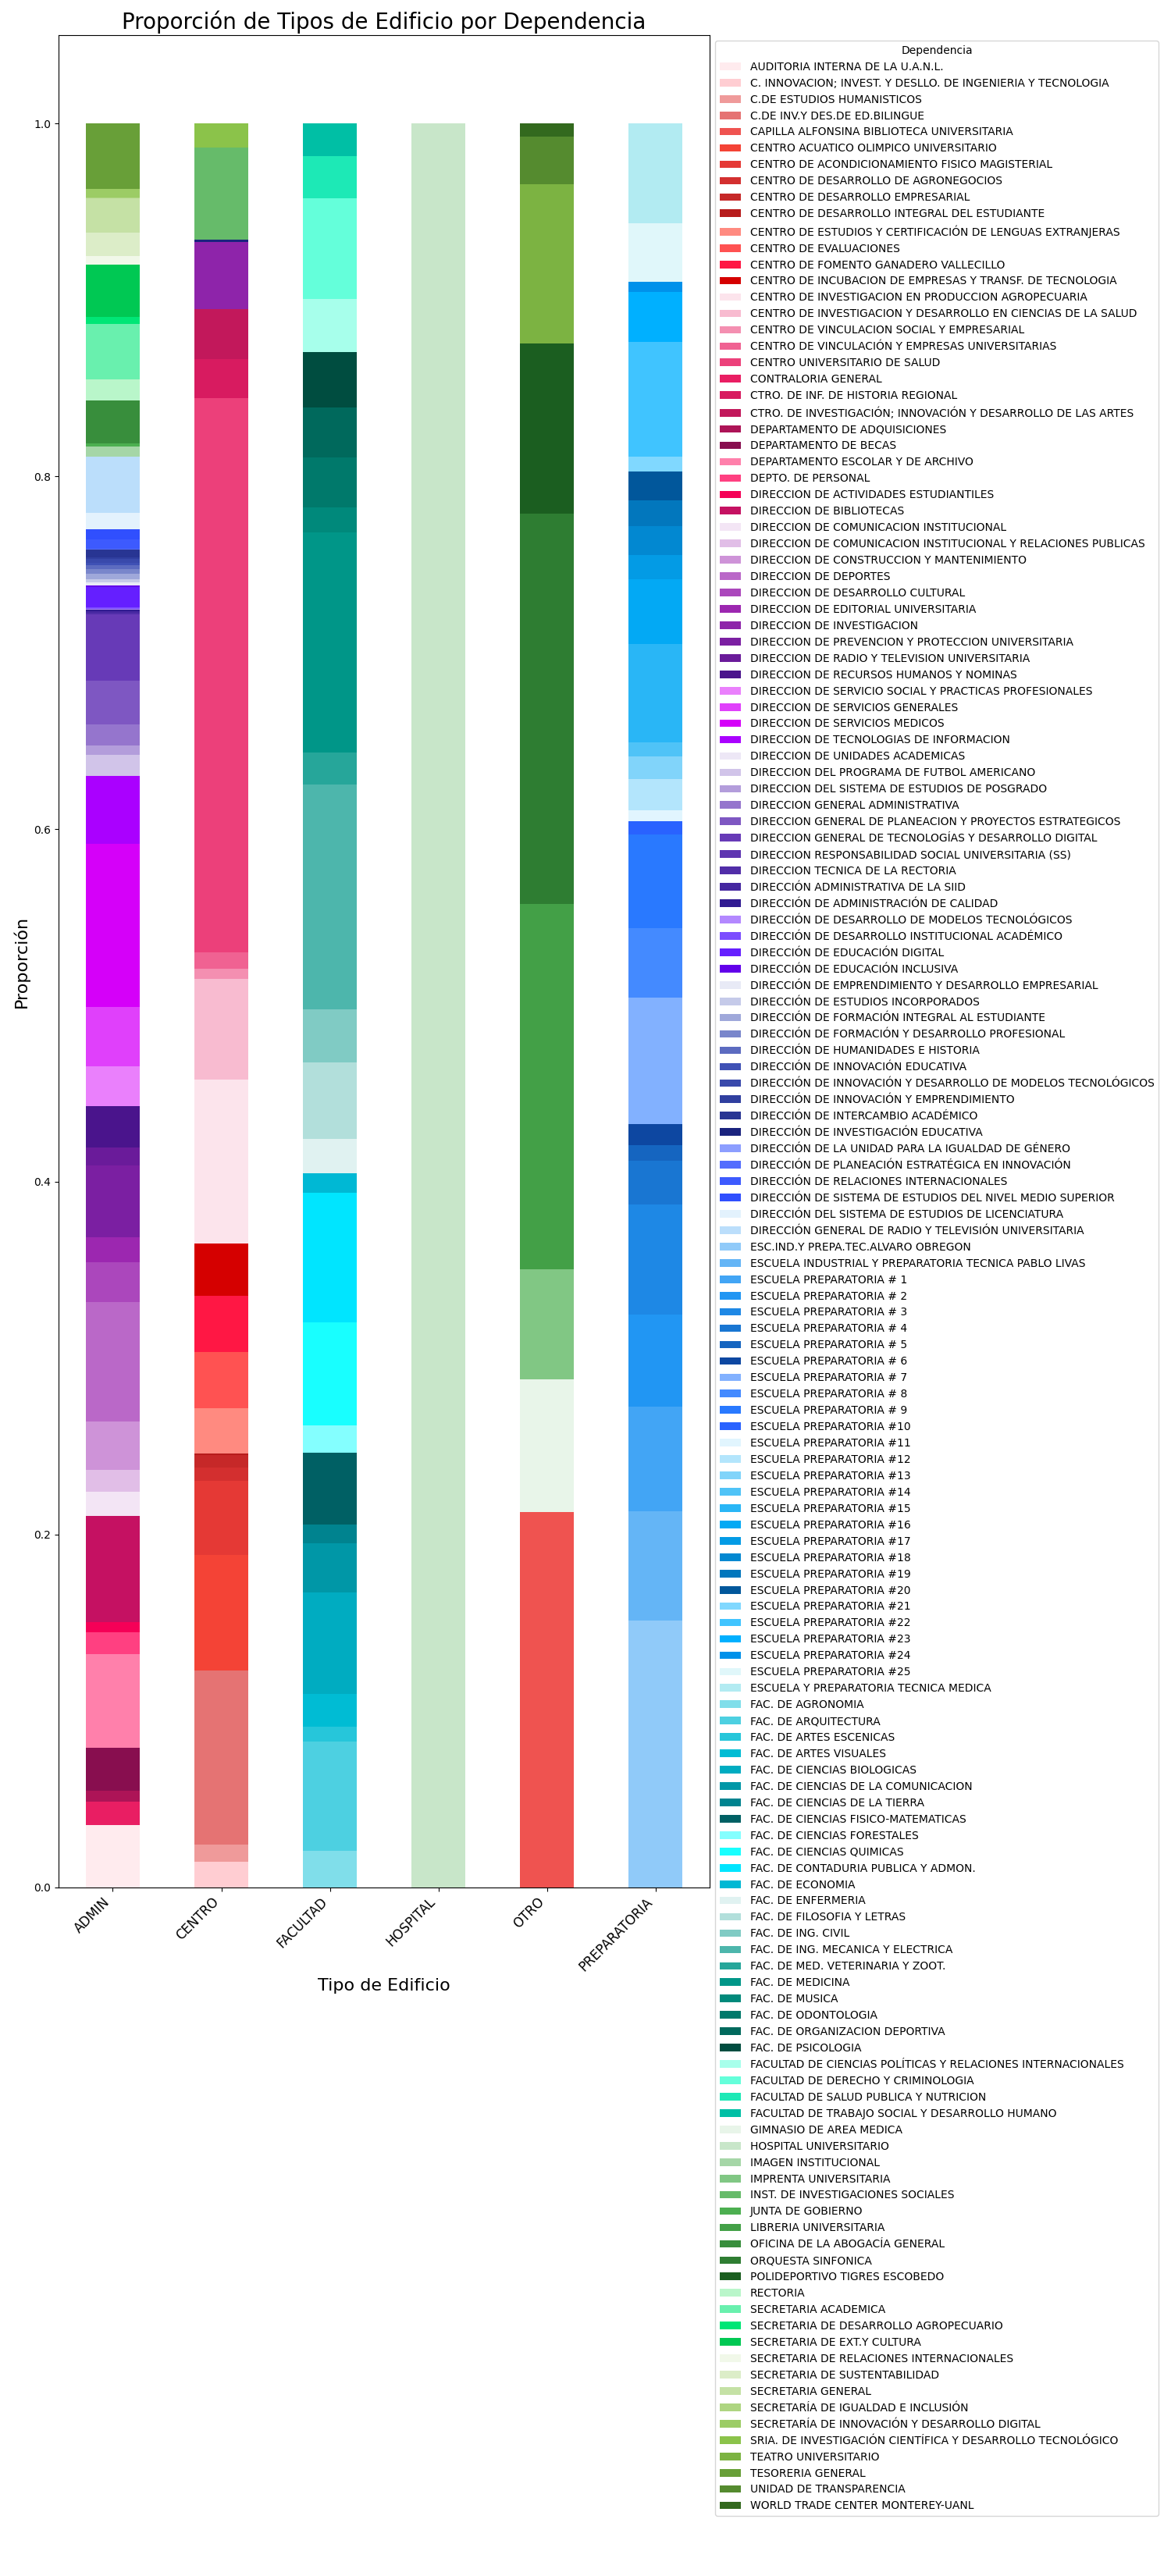 Proporción de Tipos de Edificio por Dependencia
1.0
0.8
0.6
0.4
0.2
0.0
Proporción
ADMIN
CENTRO
FACULTAD
HOSPITAL
OTRO
PREPARATORIA
Tipo de Edificio
Dependencia
AUDITORIA INTERNA DE LA U.A.N.L.
C. INNOVACION; INVEST. Y DESLLO. DE INGENIERIA Y TECNOLOGIA
C.DE ESTUDIOS HUMANISTICOS
C.DE INV.Y DES.DE ED.BILINGUE
CAPILLA ALFONSINA BIBLIOTECA UNIVERSITARIA
CENTRO ACUATICO OLIMPICO UNIVERSITARIO
CENTRO DE ACONDICIONAMIENTO FISICO MAGISTERIAL
CENTRO DE DESARROLLO DE AGRONEGOCIOS
CENTRO DE DESARROLLO EMPRESARIAL
CENTRO DE DESARROLLO INTEGRAL DEL ESTUDIANTE
CENTRO DE ESTUDIOS Y CERTIFICACIÓN DE LENGUAS EXTRANJERAS
CENTRO DE EVALUACIONES
CENTRO DE FOMENTO GANADERO VALLECILLO
CENTRO DE INCUBACION DE EMPRESAS Y TRANSF. DE TECNOLOGIA
CENTRO DE INVESTIGACION EN PRODUCCION AGROPECUARIA
CENTRO DE INVESTIGACION Y DESARROLLO EN CIENCIAS DE LA SALUD
CENTRO DE VINCULACION SOCIAL Y EMPRESARIAL
CENTRO DE VINCULACIÓN Y EMPRESAS UNIVERSITARIAS
CENTRO UNIVERSITARIO DE SALUD
CONTRALORIA GENERAL
CTRO. DE INF. DE HISTORIA REGIONAL
CTRO. DE INVESTIGACIÓN; INNOVACIÓN Y DESARROLLO DE LAS ARTES
DEPARTAMENTO DE ADQUISICIONES
DEPARTAMENTO DE BECAS
DEPARTAMENTO ESCOLAR Y DE ARCHIVO
DEPTO. DE PERSONAL
DIRECCION DE ACTIVIDADES ESTUDIANTILES
DIRECCION DE BIBLIOTECAS
DIRECCION DE COMUNICACION INSTITUCIONAL
DIRECCION DE COMUNICACION INSTITUCIONAL Y RELACIONES PUBLICAS
DIRECCION DE CONSTRUCCION Y MANTENIMIENTO
DIRECCION DE DEPORTES
DIRECCION DE DESARROLLO CULTURAL
DIRECCION DE EDITORIAL UNIVERSITARIA
DIRECCION DE INVESTIGACION
DIRECCION DE PREVENCION Y PROTECCION UNIVERSITARIA
DIRECCION DE RADIO Y TELEVISION UNIVERSITARIA
DIRECCION DE RECURSOS HUMANOS Y NOMINAS
DIRECCION DE SERVICIO SOCIAL Y PRACTICAS PROFESIONALES
DIRECCION DE SERVICIOS GENERALES
DIRECCION DE SERVICIOS MEDICOS
DIRECCION DE TECNOLOGIAS DE INFORMACION
DIRECCION DE UNIDADES ACADEMICAS
DIRECCION DEL PROGRAMA DE FUTBOL AMERICANO
DIRECCION DEL SISTEMA DE ESTUDIOS DE POSGRADO
DIRECCION GENERAL ADMINISTRATIVA
DIRECCION GENERAL DE PLANEACION Y PROYECTOS ESTRATEGICOS
DIRECCION GENERAL DE TECNOLOGÍAS Y DESARROLLO DIGITAL
DIRECCION RESPONSABILIDAD SOCIAL UNIVERSITARIA (SS)
DIRECCION TECNICA DE LA RECTORIA
DIRECCIÓN ADMINISTRATIVA DE LA SIID
DIRECCIÓN DE ADMINISTRACIÓN DE CALIDAD
DIRECCIÓN DE DESARROLLO DE MODELOS TECNOLÓGICOS
DIRECCIÓN DE DESARROLLO INSTITUCIONAL ACADÉMICO
DIRECCIÓN DE EDUCACIÓN DIGITAL
DIRECCIÓN DE EDUCACIÓN INCLUSIVA
DIRECCIÓN DE EMPRENDIMIENTO Y DESARROLLO EMPRESARIAL
DIRECCIÓN DE ESTUDIOS INCORPORADOS
DIRECCIÓN DE FORMACIÓN INTEGRAL AL ESTUDIANTE
DIRECCIÓN DE FORMACIÓN Y DESARROLLO PROFESIONAL
DIRECCIÓN DE HUMANIDADES E HISTORIA
DIRECCIÓN DE INNOVACIÓN EDUCATIVA
DIRECCIÓN DE INNOVACIÓN Y DESARROLLO DE MODELOS TECNOLÓGICOS
DIRECCIÓN DE INNOVACIÓN Y EMPRENDIMIENTO
DIRECCIÓN DE INTERCAMBIO ACADÉMICO
DIRECCIÓN DE INVESTIGACIÓN EDUCATIVA
DIRECCIÓN DE LA UNIDAD PARA LA IGUALDAD DE GÉNERO
DIRECCIÓN DE PLANEACIÓN ESTRATÉGICA EN INNOVACIÓN
DIRECCIÓN DE RELACIONES INTERNACIONALES
DIRECCIÓN DE SISTEMA DE ESTUDIOS DEL NIVEL MEDIO SUPERIOR
DIRECCIÓN DEL SISTEMA DE ESTUDIOS DE LICENCIATURA
DIRECCIÓN GENERAL DE RADIO Y TELEVISIÓN UNIVERSITARIA
ESC.IND.Y PREPA.TEC.ALVARO OBREGON
ESCUELA INDUSTRIAL Y PREPARATORIA TECNICA PABLO LIVAS
ESCUELA PREPARATORIA # 1
ESCUELA PREPARATORIA # 2
ESCUELA PREPARATORIA # 3
ESCUELA PREPARATORIA # 4
ESCUELA PREPARATORIA # 5
ESCUELA PREPARATORIA # 6
ESCUELA PREPARATORIA # 7
ESCUELA PREPARATORIA # 8
ESCUELA PREPARATORIA # 9
ESCUELA PREPARATORIA #10
ESCUELA PREPARATORIA #11
ESCUELA PREPARATORIA #12
ESCUELA PREPARATORIA #13
ESCUELA PREPARATORIA #14
ESCUELA PREPARATORIA #15
ESCUELA PREPARATORIA #16
ESCUELA PREPARATORIA #17
ESCUELA PREPARATORIA #18
ESCUELA PREPARATORIA #19
ESCUELA PREPARATORIA #20
ESCUELA PREPARATORIA #21
ESCUELA PREPARATORIA #22
ESCUELA PREPARATORIA #23
ESCUELA PREPARATORIA #24
ESCUELA PREPARATORIA #25
ESCUELA Y PREPARATORIA TECNICA MEDICA
FAC. DE AGRONOMIA
FAC. DE ARQUITECTURA
FAC. DE ARTES ESCENICAS
FAC. DE ARTES VISUALES
FAC. DE CIENCIAS BIOLOGICAS
FAC. DE CIENCIAS DE LA COMUNICACION
FAC. DE CIENCIAS DE LA TIERRA
FAC. DE CIENCIAS FISICO-MATEMATICAS
FAC. DE CIENCIAS FORESTALES
FAC. DE CIENCIAS QUIMICAS
FAC. DE CONTADURIA PUBLICA Y ADMON.
FAC. DE ECONOMIA
FAC. DE ENFERMERIA
FAC. DE FILOSOFIA Y LETRAS
FAC. DE ING. CIVIL
FAC. DE ING. MECANICA Y ELECTRICA
FAC. DE MED. VETERINARIA Y ZOOT.
FAC. DE MEDICINA
FAC. DE MUSICA
FAC. DE ODONTOLOGIA
FAC. DE ORGANIZACION DEPORTIVA
FAC. DE PSICOLOGIA
FACULTAD DE CIENCIAS POLÍTICAS Y RELACIONES INTERNACIONALES
FACULTAD DE DERECHO Y CRIMINOLOGIA
FACULTAD DE SALUD PUBLICA Y NUTRICION
FACULTAD DE TRABAJO SOCIAL Y DESARROLLO HUMANO
GIMNASIO DE AREA MEDICA
HOSPITAL UNIVERSITARIO
IMAGEN INSTITUCIONAL
IMPRENTA UNIVERSITARIA
INST. DE INVESTIGACIONES SOCIALES
JUNTA DE GOBIERNO
LIBRERIA UNIVERSITARIA
OFICINA DE LA ABOGACÍA GENERAL
ORQUESTA SINFONICA
POLIDEPORTIVO TIGRES ESCOBEDO
RECTORIA
SECRETARIA ACADEMICA
SECRETARIA DE DESARROLLO AGROPECUARIO
SECRETARIA DE EXT.Y CULTURA
SECRETARIA DE RELACIONES INTERNACIONALES
SECRETARIA DE SUSTENTABILIDAD
SECRETARIA GENERAL
SECRETARÍA DE IGUALDAD E INCLUSIÓN
SECRETARÍA DE INNOVACIÓN Y DESARROLLO DIGITAL
SRIA. DE INVESTIGACIÓN CIENTÍFICA Y DESARROLLO TECNOLÓGICO
TEATRO UNIVERSITARIO
TESORERIA GENERAL
UNIDAD DE TRANSPARENCIA
WORLD TRADE CENTER MONTEREY-UANL